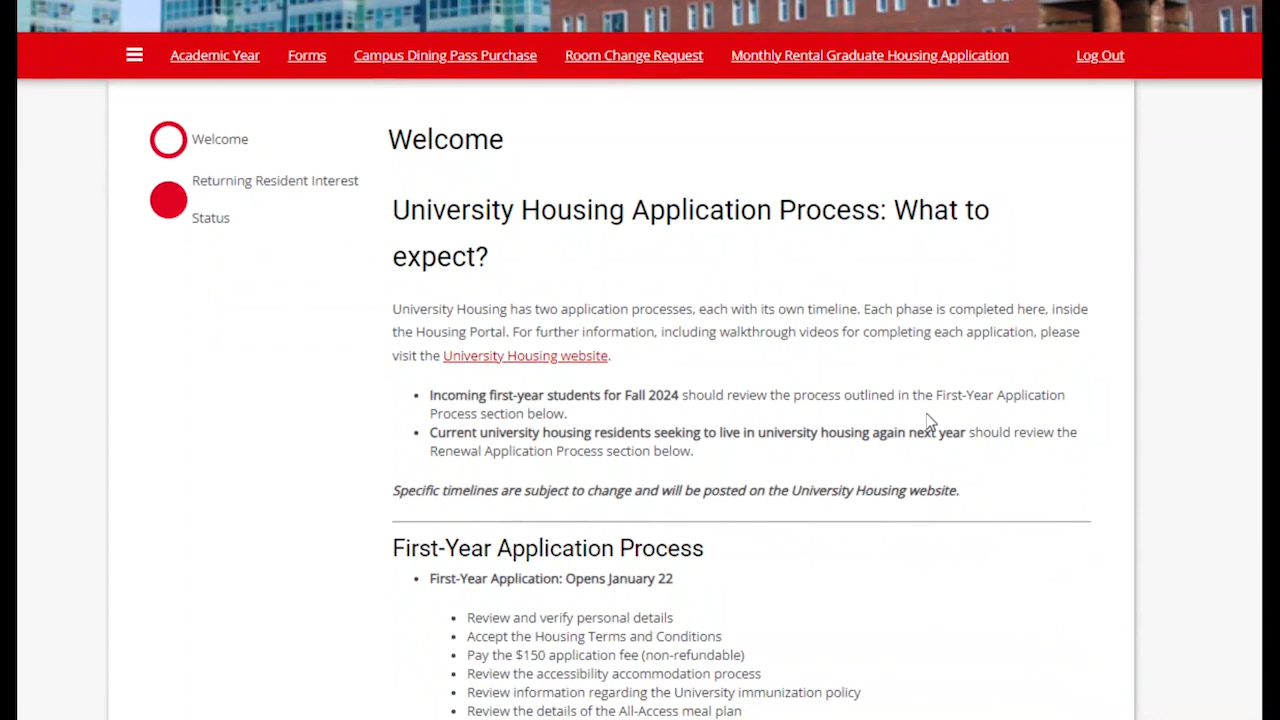 Academic Year Forms Campus Dining Pass Purchase Room Change Request Monthly Rental Graduate Housing Application Log Out
Welcome
Returning Resident Interest
Status
Welcome
University Housing Application Process: What to
expect?
University Housing has two application processes, each with its own timeline. Each phase is completed here, inside
the Housing Portal. For further information, including walkthrough videos for completing each application, please
visit the University Housing website.
• Incoming first-year students for Fall 2024 should review the process outlined in the First-Year Application
Process section below.
• Current university housing residents seeking to live in university housing again next year should review the
Renewal Application Process section below.
Specific timelines are subject to change and will be posted on the University Housing website.
First-Year Application Process
• First-Year Application: Opens January 22
• Review and verify personal details
• Accept the Housing Terms and Conditions
• Pay the $150 application fee (non-refundable)
• Review the accessibility accommodation process
• Review information regarding the University immunization policy
• Review the details of the All-Access meal plan